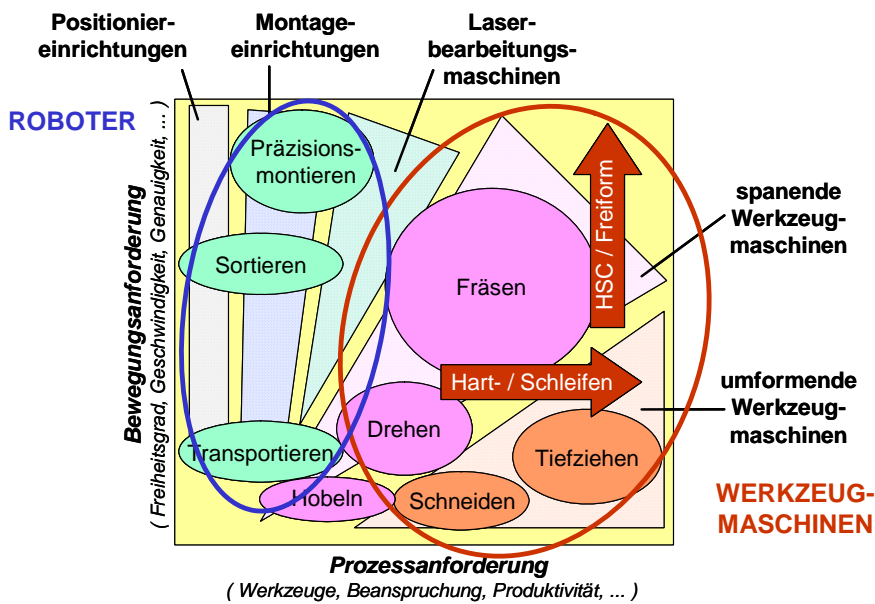 Positionier-
einrichtungen
Montage-
einrichtungen
Laser-
bearbeitungs-
maschinen
ROBOTER
Präzisions-
montieren
Sortieren
Transportieren
Fräsen
Drehen
Hobeln
Schneiden
Tiefziehen
HSC / Freiform
Hart- / Schleifen
spanende
Werkzeug-
maschinen
umformende
Werkzeug-
maschinen
WERKZEUG-
MASCHINEN
Bewegungsanforderung
( Freiheitsgrad, Geschwindigkeit, Genauigkeit, ... )
Prozessanforderung
( Werkzeuge, Beanspruchung, Produktivität, ... )